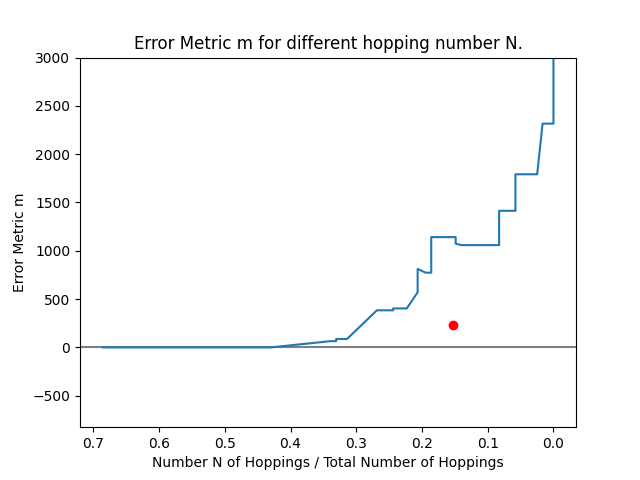 Error Metric m for different hopping number N.
3000
2500
2000
1500
1000
500
0
−500
Error Metric m
0.7 0.6 0.5 0.4 0.3 0.2 0.1 0.0
Number N of Hoppings / Total Number of Hoppings